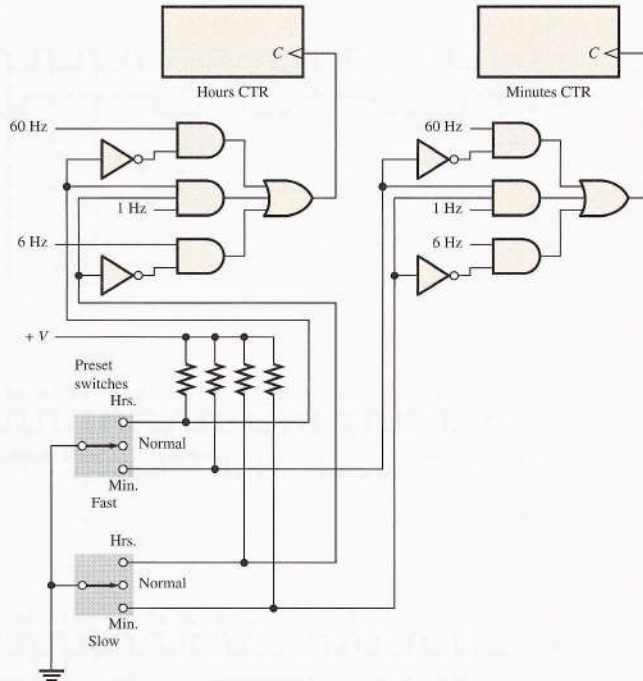 C
C
Hours CTR
Minutes CTR
60 Hz
60 Hz
1 Hz
1 Hz
6 Hz
6 Hz
+ V
Preset
switches
Hrs.
Normal
Min.
Fast
Hrs.
Normal
Min.
Slow